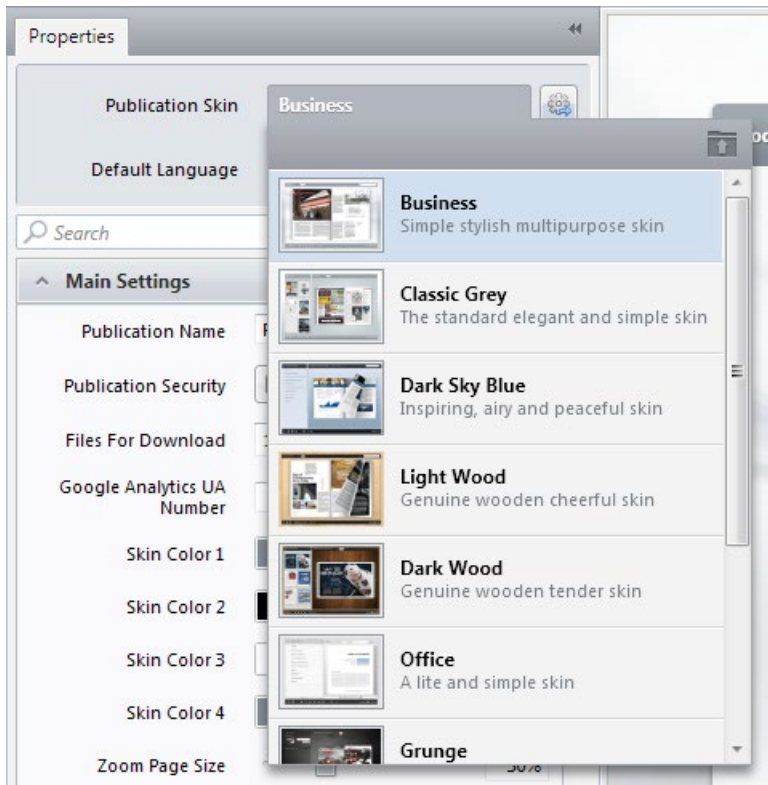 Properties
Publication Skin
Business
Default Language
Search
Main Settings
Publication Name
Publication Security
Files For Download
Google Analytics UA
Number
Skin Color 1
Skin Color 2
Skin Color 3
Skin Color 4
Zoom Page Size
Business
Simple stylish multipurpose skin
Classic Grey
The standard elegant and simple skin
Dark Sky Blue
Inspiring, airy and peaceful skin
Light Wood
Genuine wooden cheerful skin
Dark Wood
Genuine wooden tender skin
Office
A lite and simple skin
Grunge